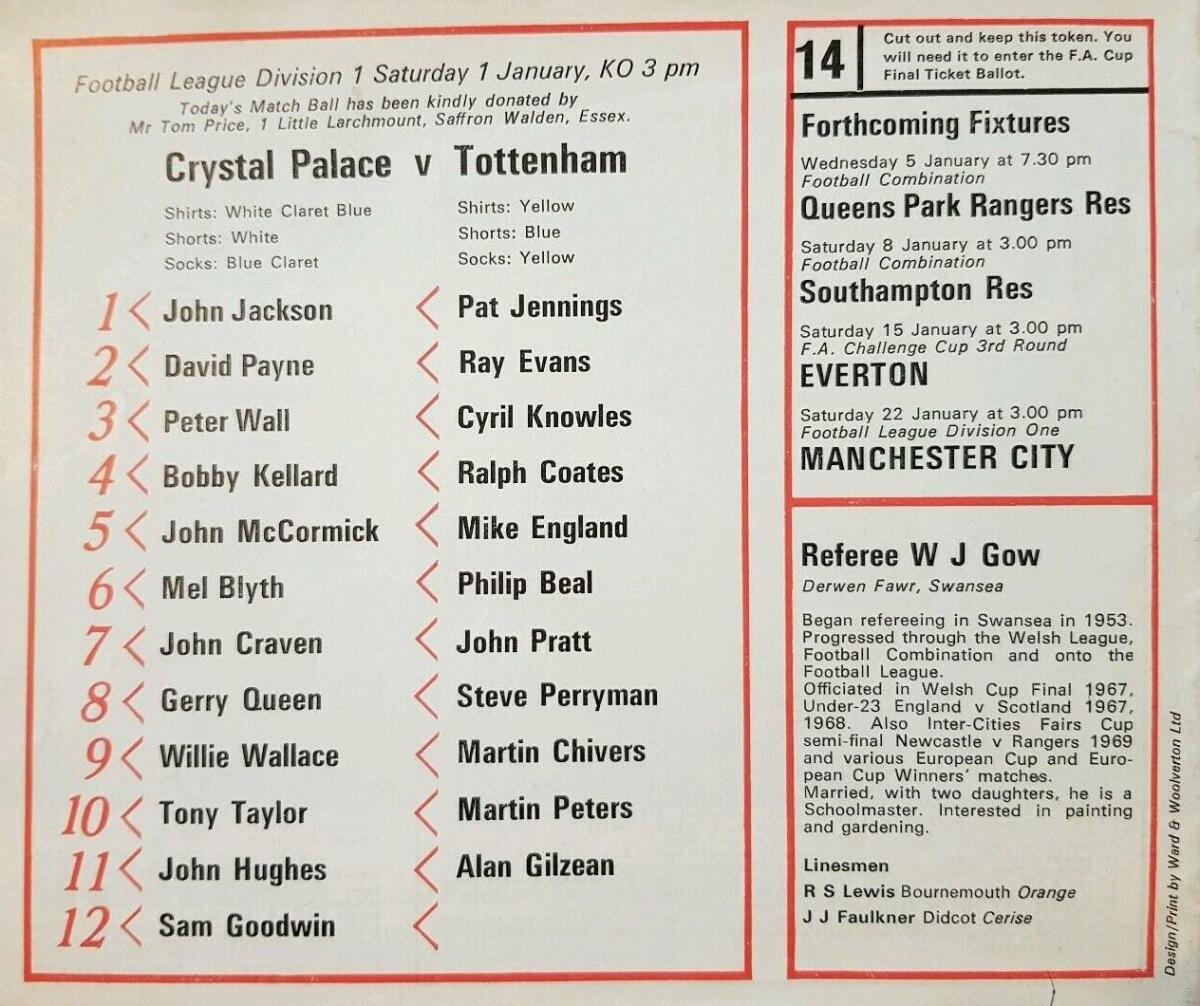 Football League Division 1 Saturday 1 January, KO 3 pm
Today's Match Ball has been kindly donated by
Mr Tom Price, 1 Little Larchmount, Saffron Walden, Essex.
Crystal Palace v Tottenham
Shirts: White Claret Blue Shirts: Yellow
Shorts: White Shorts: Blue
Socks: Blue Claret Socks: Yellow
1 < John Jackson < Pat Jennings
2 < David Payne < Ray Evans
3 < Peter Wall < Cyril Knowles
4 < Bobby Kellard < Ralph Coates
5 < John McCormick < Mike England
6 < Mel Blyth < Philip Beal
7 < John Craven < John Pratt
8 < Gerry Queen < Steve Perryman
9 < Willie Wallace < Martin Chivers
10 < Tony Taylor < Martin Peters
11 < John Hughes < Alan Gilzean
12 < Sam Goodwin <
14
Cut out and keep this token. You
will need it to enter the F.A. Cup
Final Ticket Ballot.
Forthcoming Fixtures
Wednesday 5 January at 7.30 pm
Football Combination
Queens Park Rangers Res
Saturday 8 January at 3.00 pm
Football Combination
Southampton Res
Saturday 15 January at 3.00 pm
F.A. Challenge Cup 3rd Round
EVERTON
Saturday 22 January at 3.00 pm
Football League Division One
MANCHESTER CITY
Referee W J Gow
Derwen Fawr, Swansea
Began refereeing in Swansea in 1953.
Progressed through the Welsh League,
Football Combination and onto the
Football League.
Officiated in Welsh Cup Final 1967,
Under-23 England v Scotland 1967,
1968. Also Inter-Cities Fairs Cup
semi-final Newcastle v Rangers 1969
and various European Cup and Euro-
pean Cup Winners' matches.
Married, with two daughters, he is a
Schoolmaster. Interested in painting
and gardening.
Linesmen
R S Lewis Bournemouth Orange
J J Faulkner Didcot Cerise
Design/Print by Ward & Woolverton Ltd